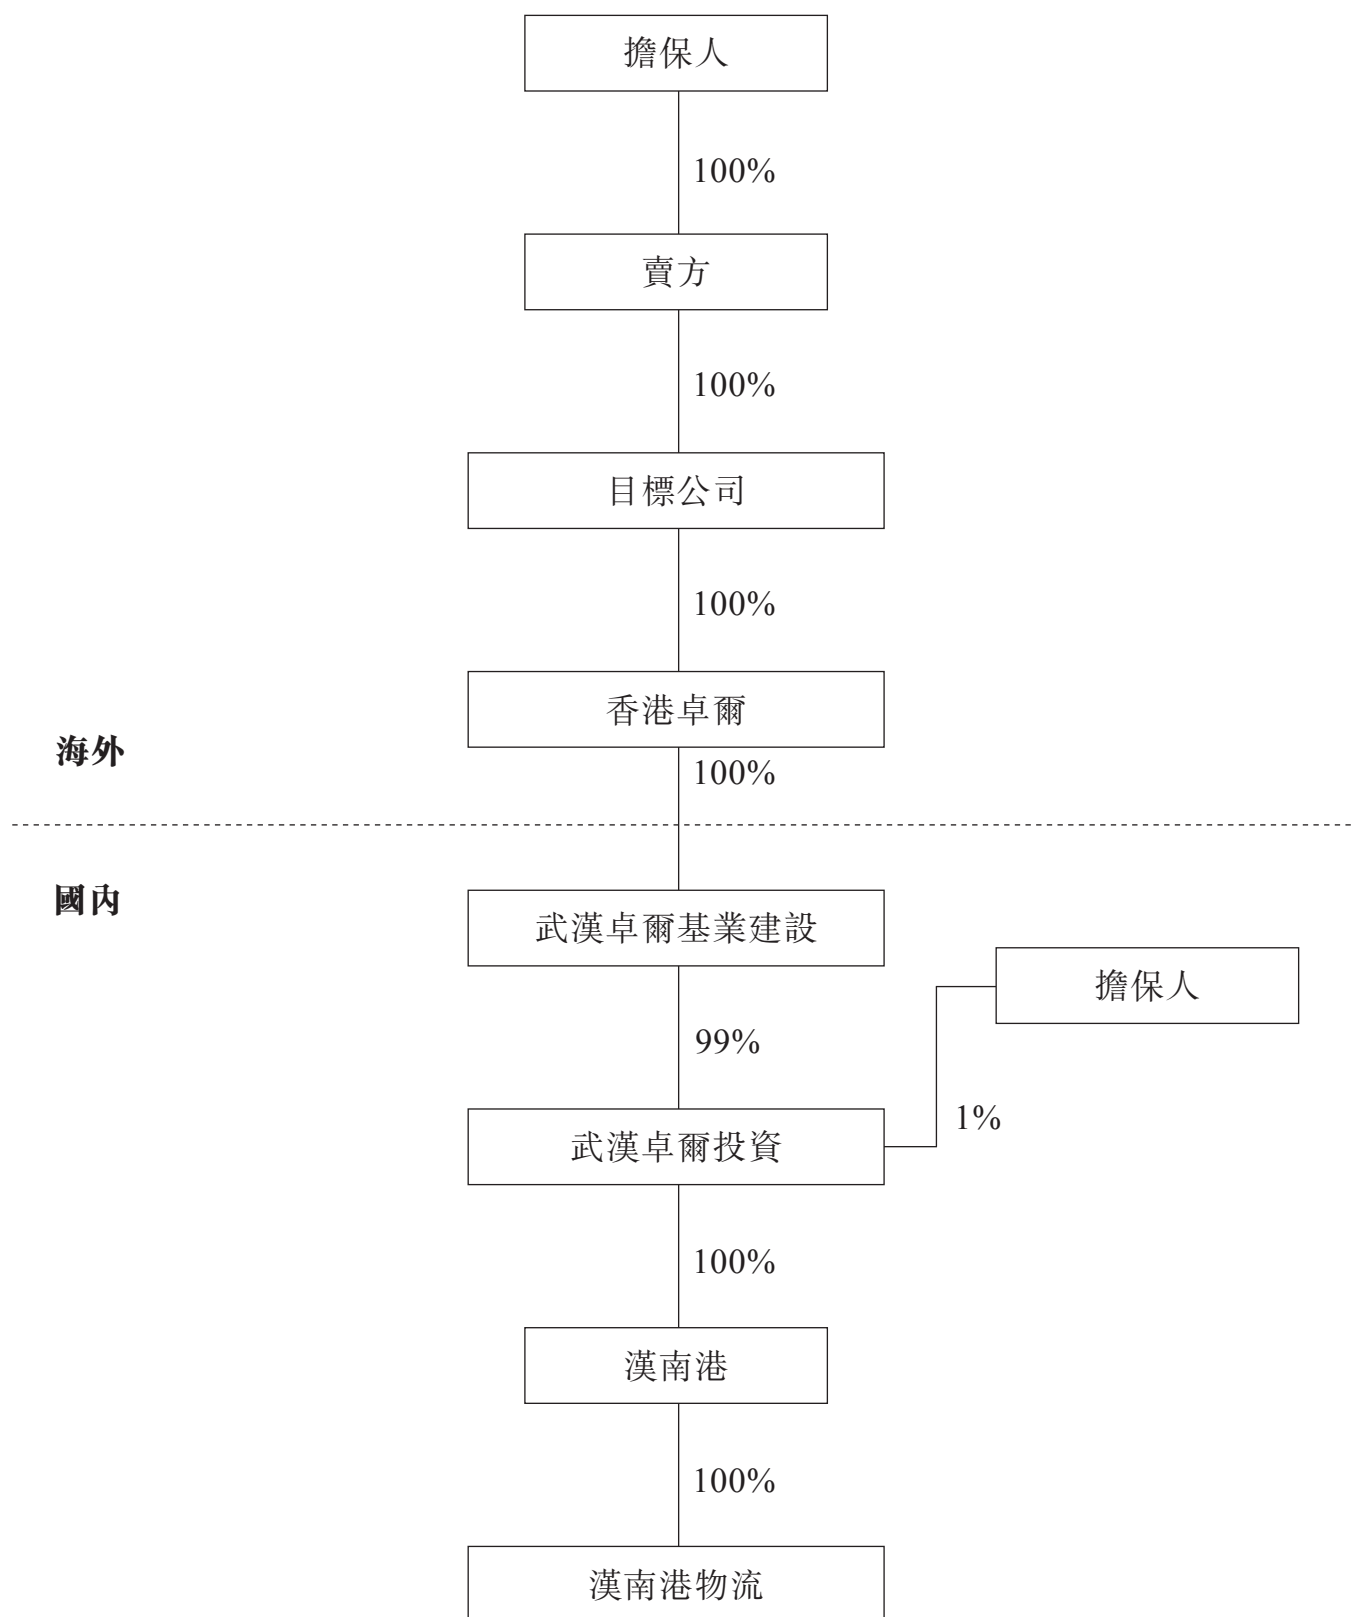 擔保人
100%
賣方
100%
目標公司
100%
香港卓爾
海外
100%
國內
武漢卓爾基業建設
擔保人
99%
1%
武漢卓爾投資
100%
漢南港
100%
漢南港物流